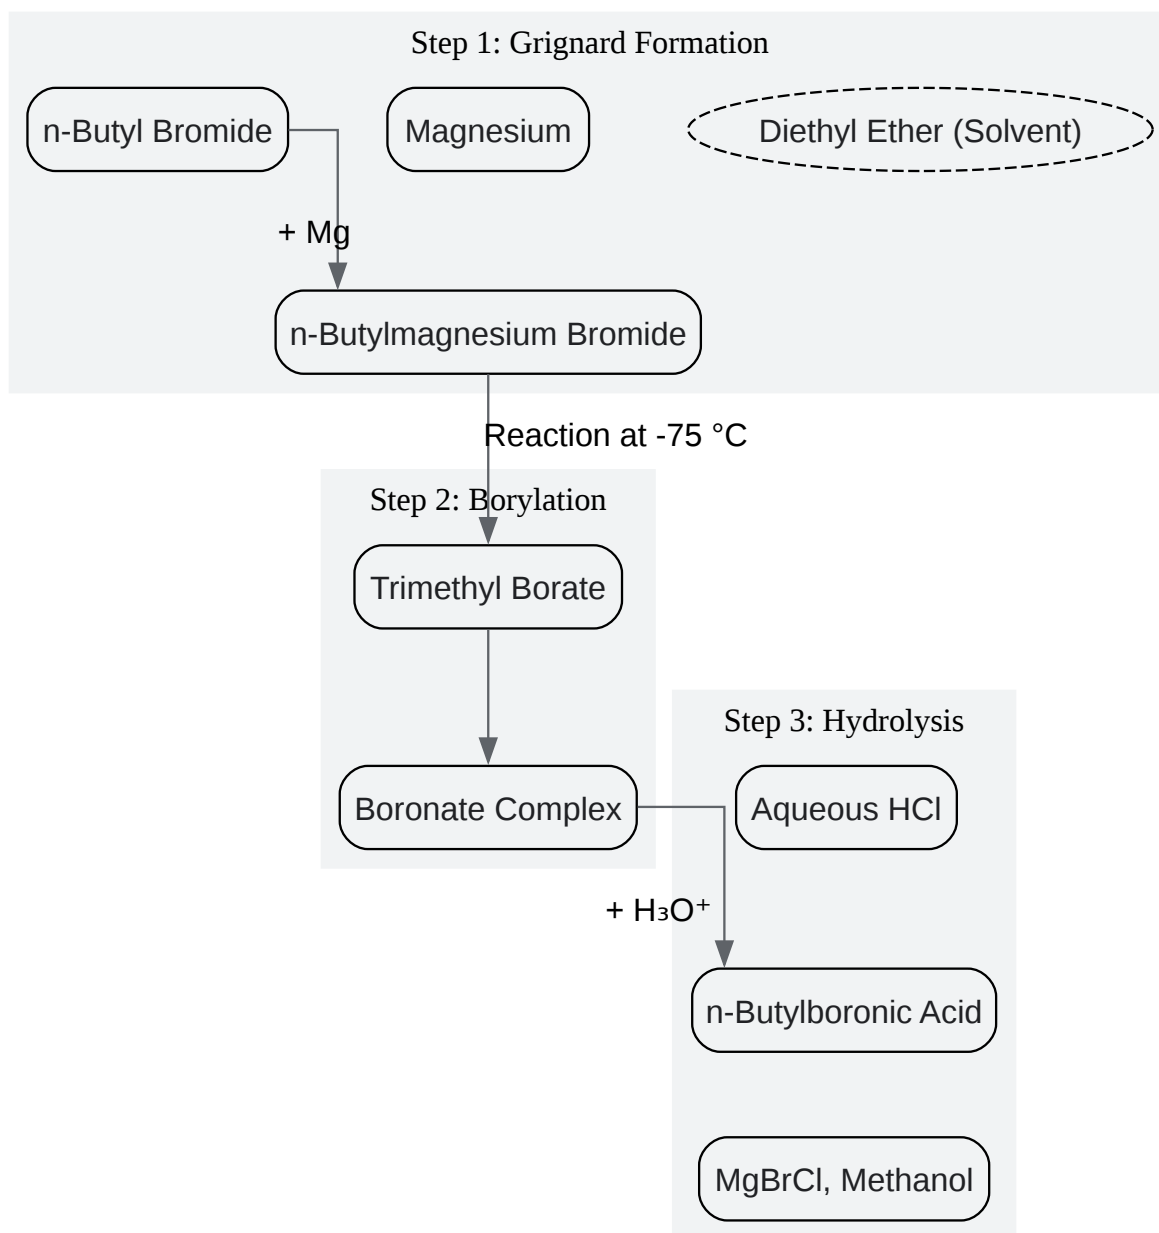 Step 1: Grignard Formation
n-Butyl Bromide
Magnesium
Diethyl Ether (Solvent)
+ Mg
n-Butylmagnesium Bromide
Reaction at -75 °C
Step 2: Borylation
Trimethyl Borate
Step 3: Hydrolysis
Boronate Complex
Aqueous HCl
+ H₃O⁺
n-Butylboronic Acid
MgBrCl, Methanol